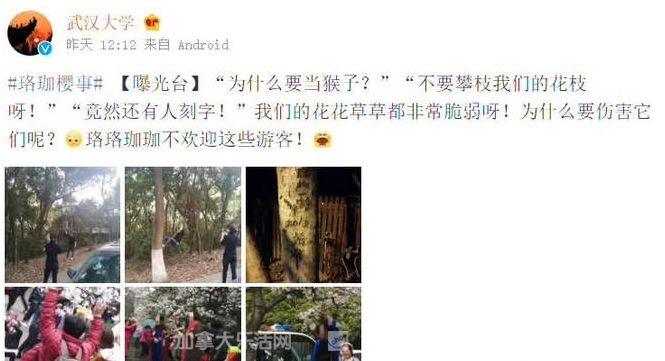 武汉大学
昨天 12:12 来自 Android
#珞珈樱事# 【曝光台】“为什么要当猴子？”“不要攀枝我们的花枝
呀！”“竟然还有人刻字！”我们的花花草草都非常脆弱呀！为什么要伤害它
们呢？珞珞珈珈不欢迎这些游客！
加拿大乐活网